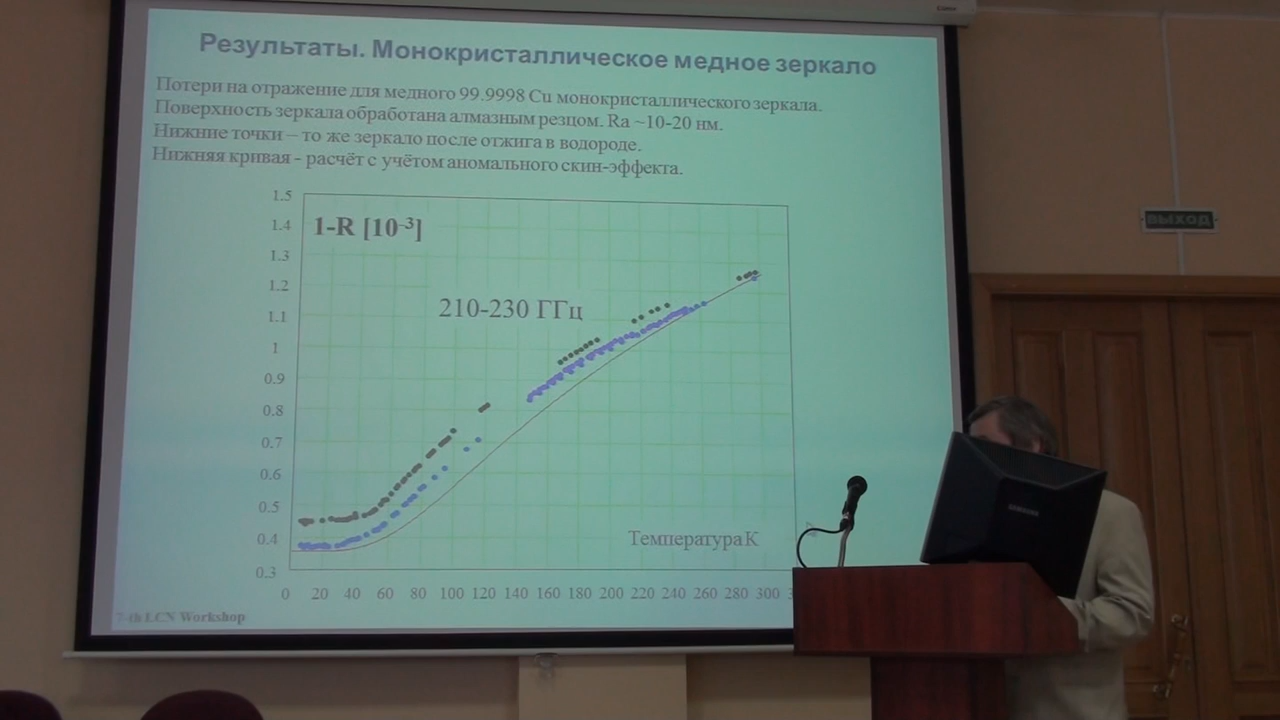 Результаты. Монокристаллическое медное зеркало
Потери на отражение для медного 99.9998 Cu монокристаллического зеркала.
Поверхность зеркала обработана алмазным резцом. Ra ~10-20 нм.
Нижние точки – то же зеркало после отжига в водороде.
Нижняя кривая - расчёт с учётом аномального скин-эффекта.
1.5
1.4
1.3
1.2
1.1
1
0.9
0.8
0.7
0.6
0.5
0.4
0.3
1-R [10⁻³]
210-230 ГГц
Температура К
0 20 40 60 80 100 120 140 160 180 200 220 240 260 280 300
7-th LCN Workshop
ВЫХОД
SAMSUNG